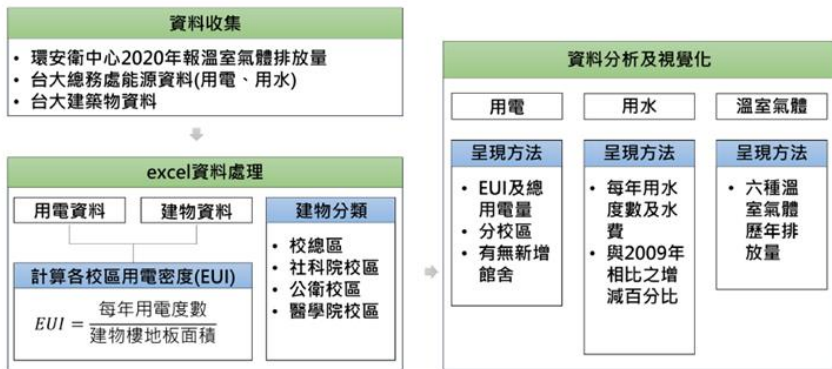 資料收集
• 環安衛中心2020年報溫室氣體排放量
• 台大總務處能源資料(用電、用水)
• 台大建築物資料
excel資料處理
用電資料
建物資料
計算各校區用電密度(EUI)
EUI = 每年用電度數
建物樓地板面積
建物分類
• 校總區
• 社科院校區
• 公衛校區
• 醫學院校區
資料分析及視覺化
用電
呈現方法
• EUI及總
用電量
• 分校區
• 有無新增
館舍
用水
呈現方法
• 每年用水
度數及水
費
• 與2009年
相比之增
減百分比
溫室氣體
呈現方法
• 六種溫
室氣體
歷年排
放量